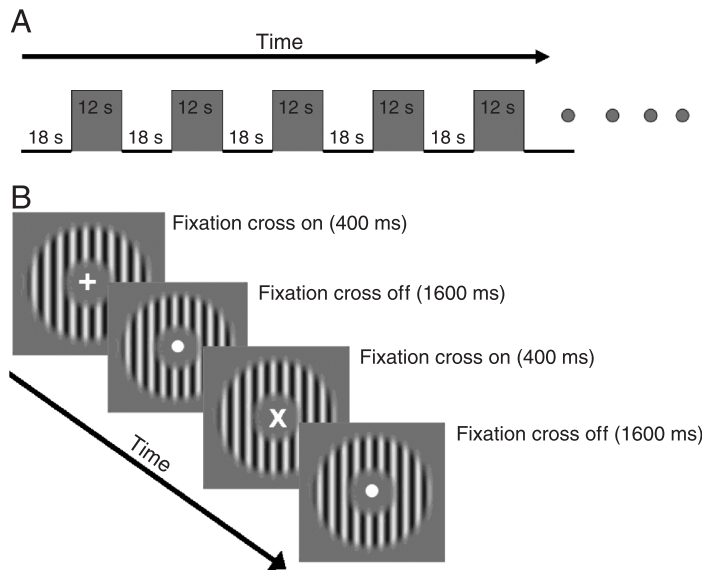 A
Time
12 s 12 s 12 s 12 s 12 s
18 s 18 s 18 s 18 s 18 s
B
Fixation cross on (400 ms)
+
Fixation cross off (1600 ms)
Fixation cross on (400 ms)
X
Fixation cross off (1600 ms)
Time